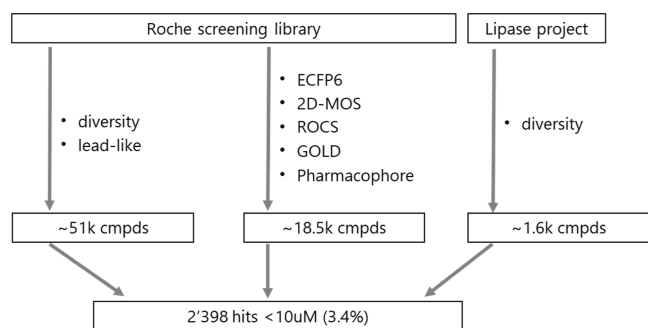 Roche screening library
Lipase project
• diversity
• lead-like
• ECFP6
• 2D-MOS
• ROCS
• GOLD
• Pharmacophore
• diversity
~51k cmpds
~18.5k cmpds
~1.6k cmpds
2’398 hits <10uM (3.4%)